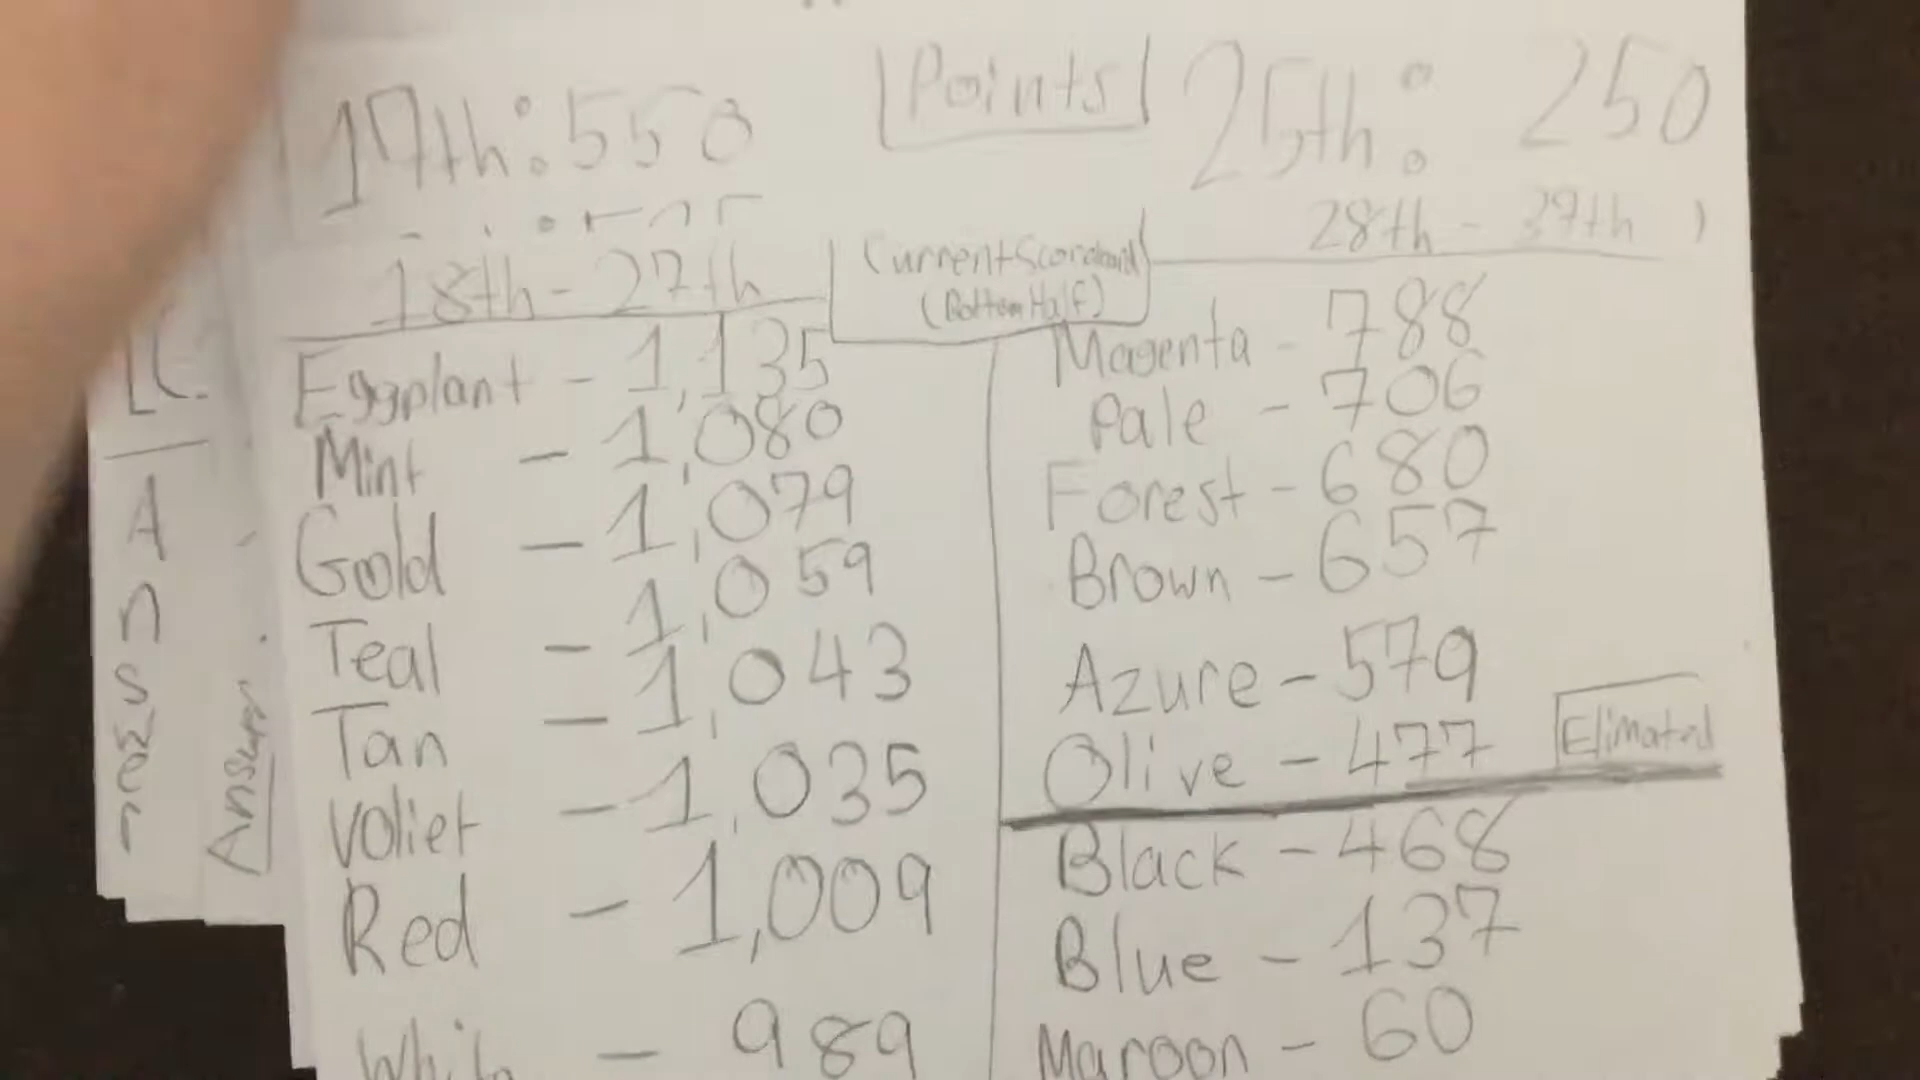 Points
17th: 550
25th: 250
Current Scoreboard
(Bottom Half)
18th - 27th
Eggplant - 1,135
Mint - 1,080
Gold - 1,079
Teal - 1,059
Tan - 1,043
Voliet - 1,035
Red - 1,009
- 989
28th - 37th
Magenta - 788
Pale - 706
Forest - 680
Brown - 657
Azure - 579
Olive - 477
Elimated
Black - 468
Blue - 137
Maroon - 60
Answer